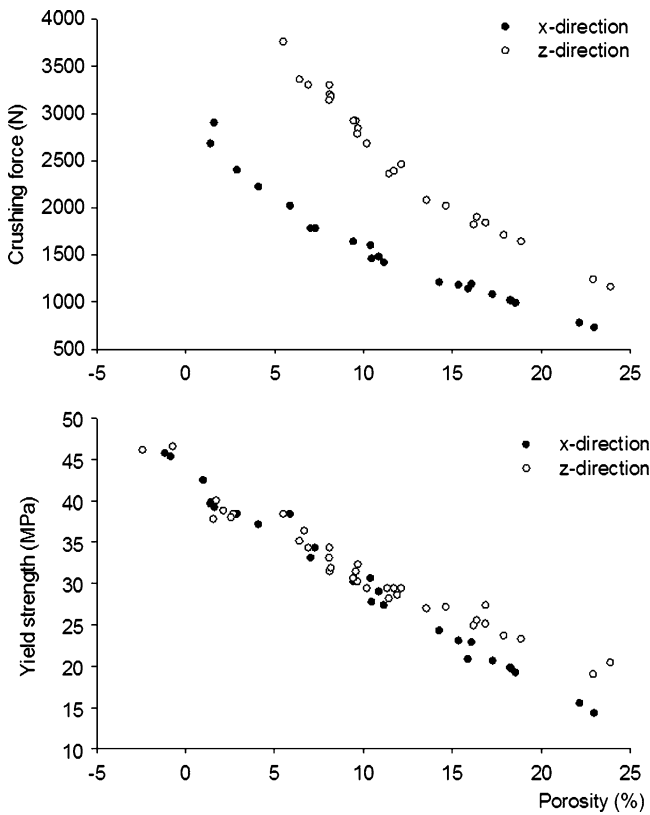 4000
x-direction
z-direction
3500
3000
2500
2000
1500
1000
500
Crushing force (N)
-5 0 5 10 15 20 25
50
x-direction
z-direction
45
40
35
30
25
20
15
10
Yield strength (MPa)
-5 0 5 10 15 20 25
Porosity (%)